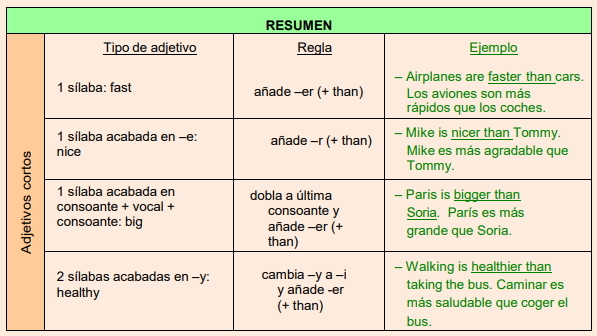 RESUMEN
Tipo de adjetivo
Regla
Ejemplo
Adjetivos cortos
1 sílaba: fast
añade –er (+ than)
– Airplanes are faster than cars.
Los aviones son más
rápidos que los coches.
1 sílaba acabada en –e:
nice
añade –r (+ than)
– Mike is nicer than Tommy.
Mike es más agradable que
Tommy.
1 sílaba acabada en
consoante + vocal +
consoante: big
dobla a última
consoante y
añade –er (+
than)
– Paris is bigger than
Soria. París es más
grande que Soria.
2 sílabas acabadas en –y:
healthy
cambia –y a –i
y añade -er
(+ than)
– Walking is healthier than
taking the bus. Caminar es
más saludable que coger el
bus.